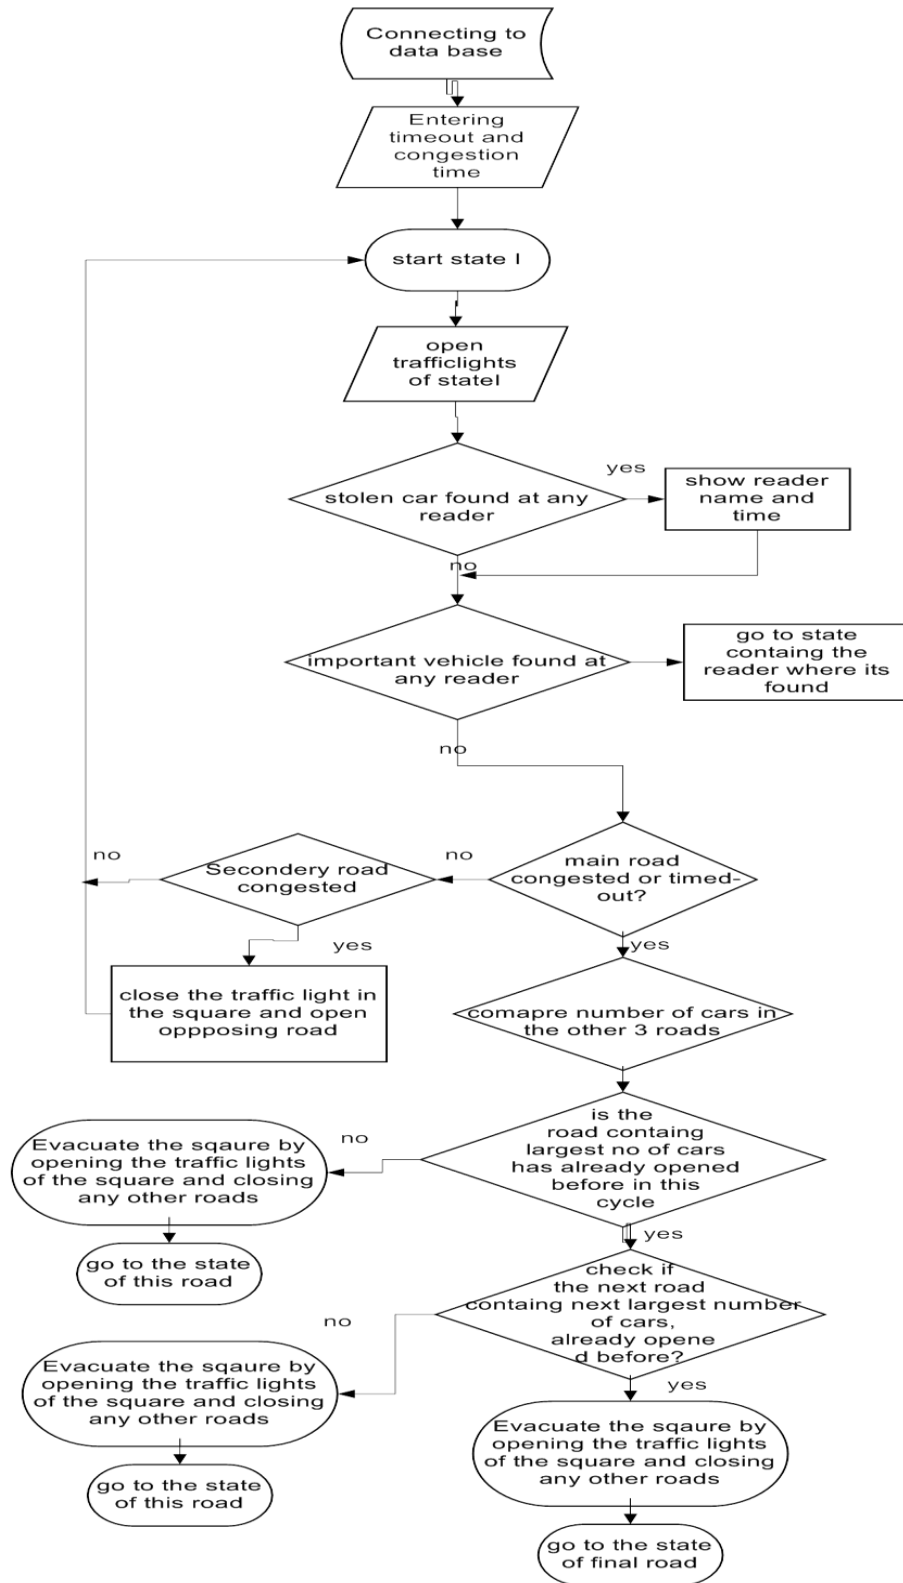 Connecting to
data base
Entering
timeout and
congestion
time
start state I
open
trafficlights
of stateI
stolen car found at any
reader
yes
show reader
name and
time
no
important vehicle found at
any reader
go to state
containg the
reader where its
found
no
main road
congested or timed-
out?
no
Secondery road
congested
no
yes
close the traffic light in
the square and open
oppposing road
yes
comapre number of cars in
the other 3 roads
is the
road containg
largest no of cars
has already opened
before in this
cycle
no
Evacuate the sqaure by
opening the traffic lights
of the square and closing
any other roads
go to the state
of this road
yes
check if
the next road
containg next largest number
of cars,
already opene
d before?
no
Evacuate the sqaure by
opening the traffic lights
of the square and closing
any other roads
go to the state
of this road
yes
Evacuate the sqaure by
opening the traffic lights
of the square and closing
any other roads
go to the state
of final road